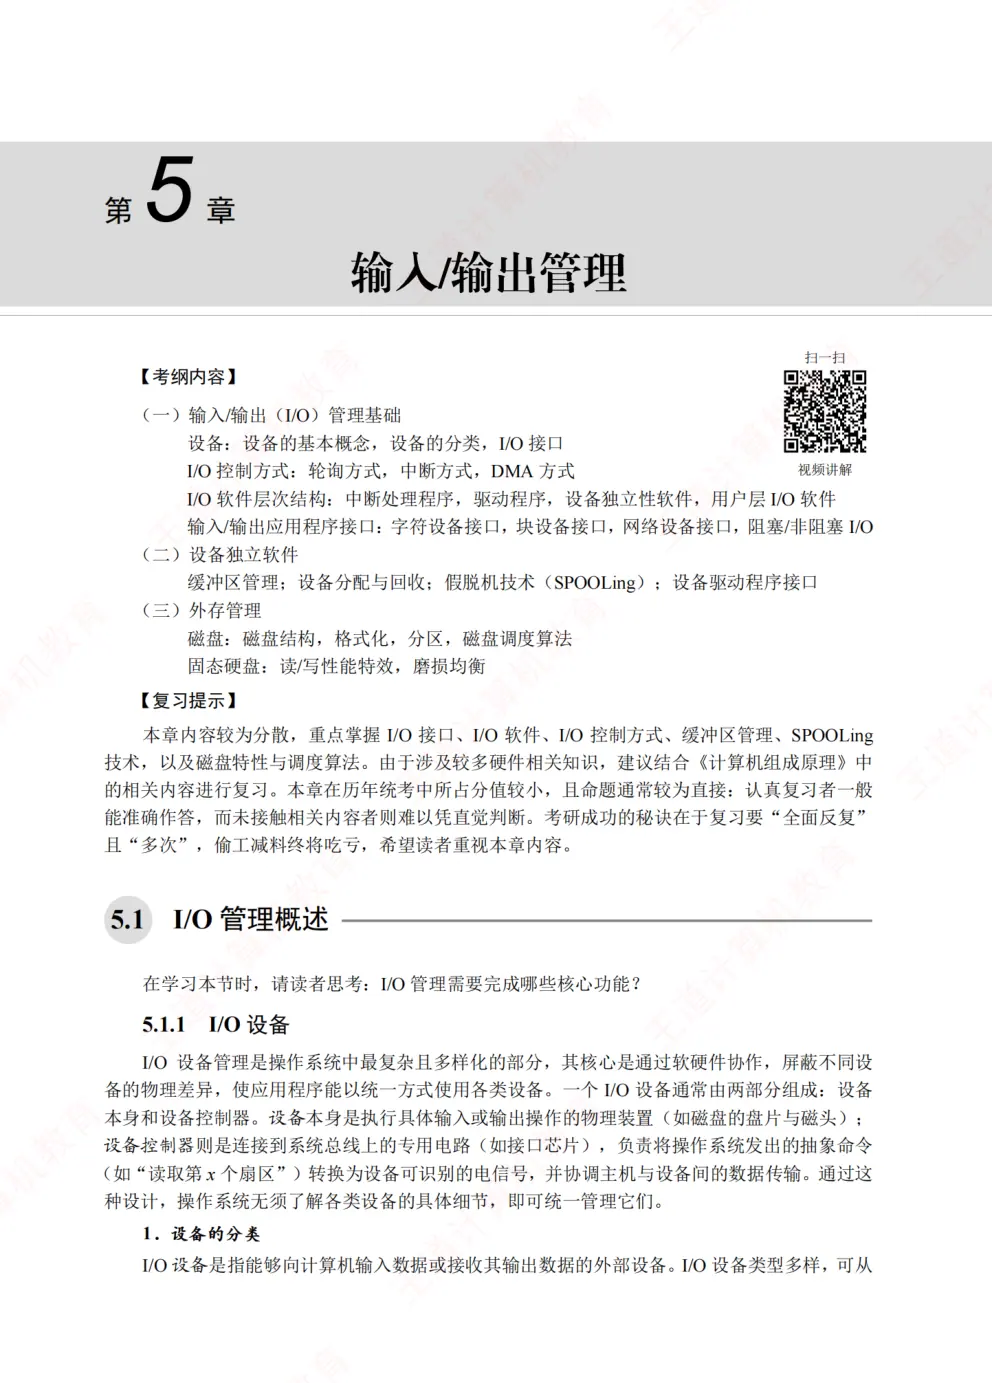 第 5 章
输入/输出管理
扫一扫
视频讲解
【考纲内容】
（一）输入/输出（I/O）管理基础
设备：设备的基本概念，设备的分类，I/O 接口
I/O 控制方式：轮询方式，中断方式，DMA 方式
I/O 软件层次结构：中断处理程序，驱动程序，设备独立性软件，用户层 I/O 软件
输入/输出应用程序接口：字符设备接口，块设备接口，网络设备接口，阻塞/非阻塞 I/O
（二）设备独立软件
缓冲区管理；设备分配与回收；假脱机技术（SPOOLing）；设备驱动程序接口
（三）外存管理
磁盘：磁盘结构，格式化，分区，磁盘调度算法
固态硬盘：读/写性能特效，磨损均衡
【复习提示】
本章内容较为分散，重点掌握 I/O 接口、I/O 软件、I/O 控制方式、缓冲区管理、SPOOLing
技术，以及磁盘特性与调度算法。由于涉及较多硬件相关知识，建议结合《计算机组成原理》中
的相关内容进行复习。本章在历年统考中所占分值较小，且命题通常较为直接：认真复习者一般
能准确作答，而未接触相关内容者则难以凭直觉判断。考研成功的秘诀在于复习要“全面反复”
且“多次”，偷工减料终将吃亏，希望读者重视本章内容。
5.1 I/O 管理概述
在学习本节时，请读者思考：I/O 管理需要完成哪些核心功能？
5.1.1 I/O 设备
I/O 设备管理是操作系统中最复杂且多样化的部分，其核心是通过软硬件协作，屏蔽不同设
备的物理差异，使应用程序能以统一方式使用各类设备。一个 I/O 设备通常由两部分组成：设备
本身和设备控制器。设备本身是执行具体输入或输出操作的物理装置（如磁盘的盘片与磁头）；
设备控制器则是连接到系统总线上的专用电路（如接口芯片），负责将操作系统发出的抽象命令
（如“读取第 x 个扇区”）转换为设备可识别的电信号，并协调主机与设备间的数据传输。通过这
种设计，操作系统无须了解各类设备的具体细节，即可统一管理它们。
1．设备的分类
I/O 设备是指能够向计算机输入数据或接收其输出数据的外部设备。I/O 设备类型多样，可从
王道计算机教育